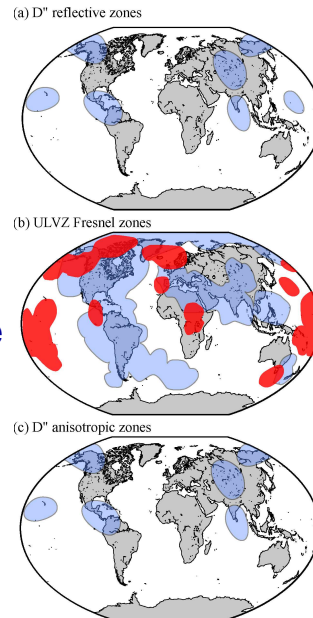 (a) D" reflective zones
(b) ULVZ Fresnel zones
e
(c) D" anisotropic zones